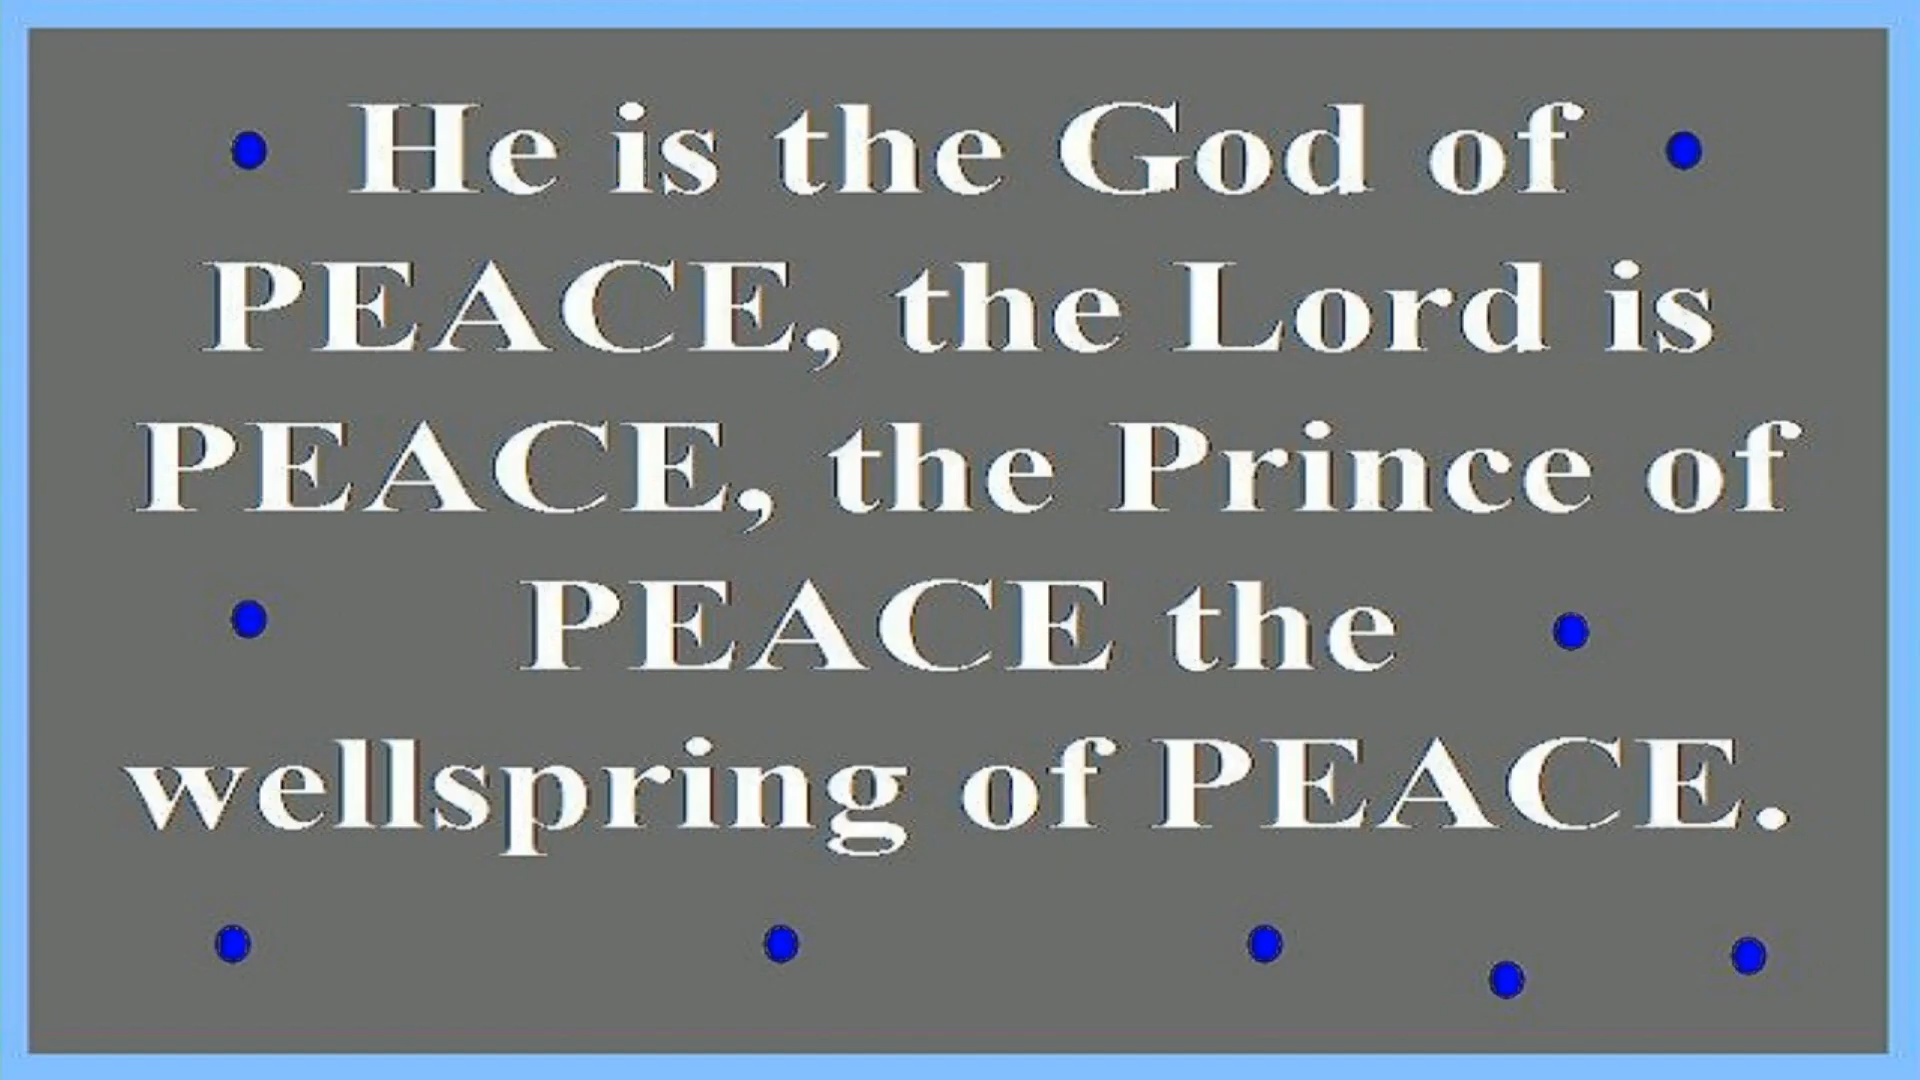 He is the God of
PEACE, the Lord is
PEACE, the Prince of
PEACE the
wellspring of PEACE.